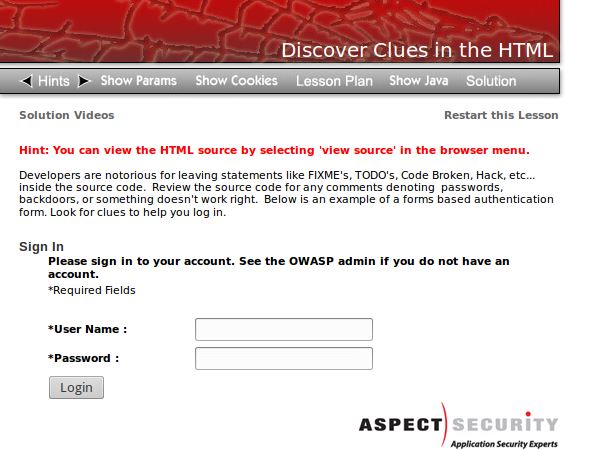 Discover Clues in the HTML
Hints Show Params Show Cookies Lesson Plan Show Java Solution
Solution Videos Restart this Lesson
Hint: You can view the HTML source by selecting 'view source' in the browser menu.
Developers are notorious for leaving statements like FIXME's, TODO's, Code Broken, Hack, etc...
inside the source code. Review the source code for any comments denoting passwords,
backdoors, or something doesn't work right. Below is an example of a forms based authentication
form. Look for clues to help you log in.
Sign In
Please sign in to your account. See the OWASP admin if you do not have an
account.
*Required Fields
*User Name :
*Password :
Login
ASPECT SECURITY
Application Security Experts